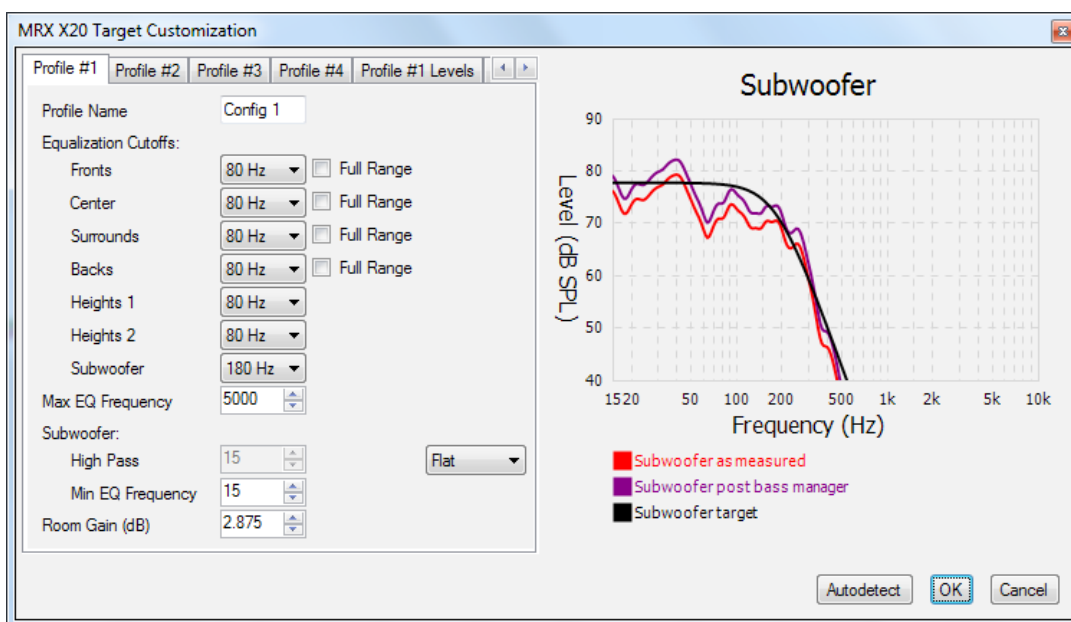 MRX X20 Target Customization
Profile #1 Profile #2 Profile #3 Profile #4 Profile #1 Levels
Profile Name Config 1
Equalization Cutoffs:
Fronts 80 Hz Full Range
Center 80 Hz Full Range
Surrounds 80 Hz Full Range
Backs 80 Hz Full Range
Heights 1 80 Hz
Heights 2 80 Hz
Subwoofer 180 Hz
Max EQ Frequency 5000
Subwoofer:
High Pass 15 Flat
Min EQ Frequency 15
Room Gain (dB) 2.875
Subwoofer
Level (dB SPL)
90
80
70
60
50
40
1520 50 100 200 500 1k 2k 5k 10k
Frequency (Hz)
Subwoofer as measured
Subwoofer post bass manager
Subwoofer target
Autodetect OK Cancel